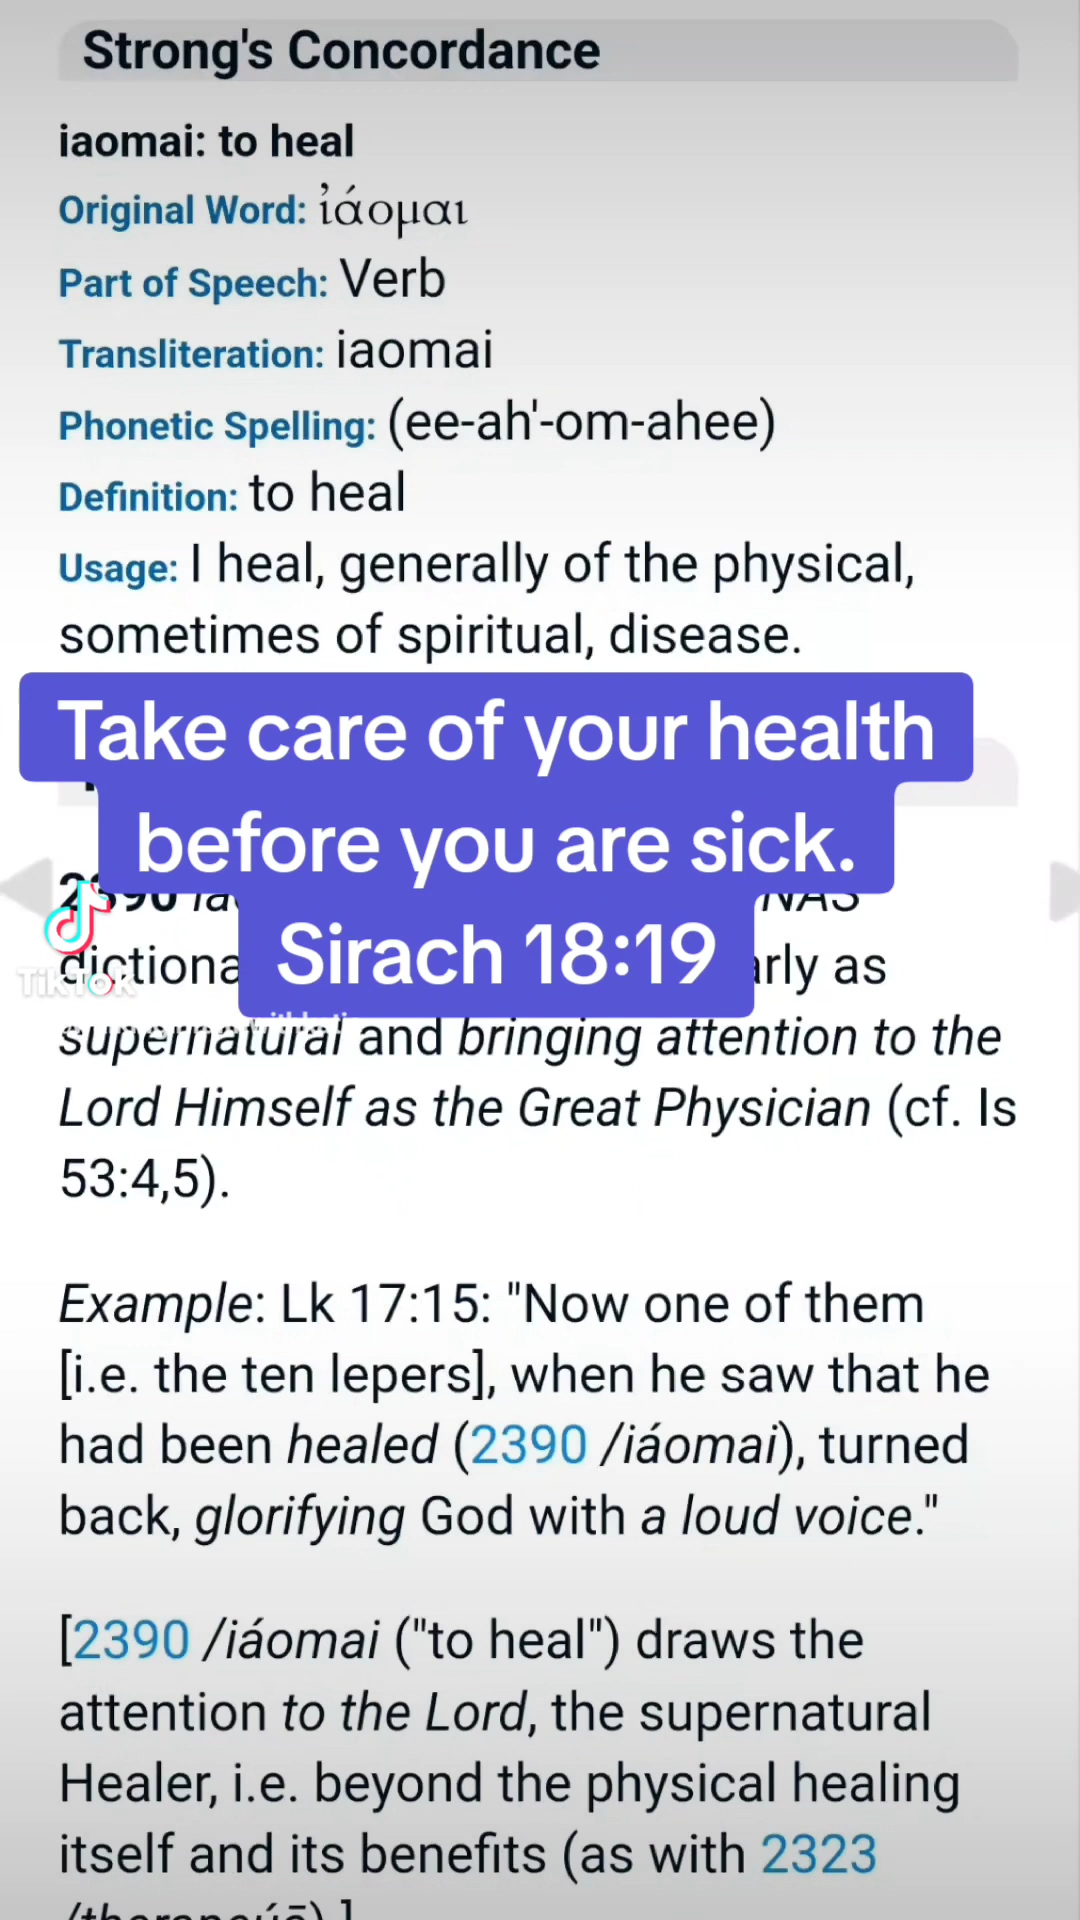 Strong's Concordance
iaomai: to heal
Original Word: ἰάομαι
Part of Speech: Verb
Transliteration: iaomai
Phonetic Spelling: (ee-ah'-om-ahee)
Definition: to heal
Usage: I heal, generally of the physical,
sometimes of spiritual, disease.
Take care of your health
before you are sick.
Sirach 18:19
2390 NAS
TikTok
supernatural and bringing attention to the
Lord Himself as the Great Physician (cf. Is
53:4,5).
Example: Lk 17:15: "Now one of them
[i.e. the ten lepers], when he saw that he
had been healed (2390 /iáomai), turned
back, glorifying God with a loud voice."
[2390 /iáomai ("to heal") draws the
attention to the Lord, the supernatural
Healer, i.e. beyond the physical healing
itself and its benefits (as with 2323